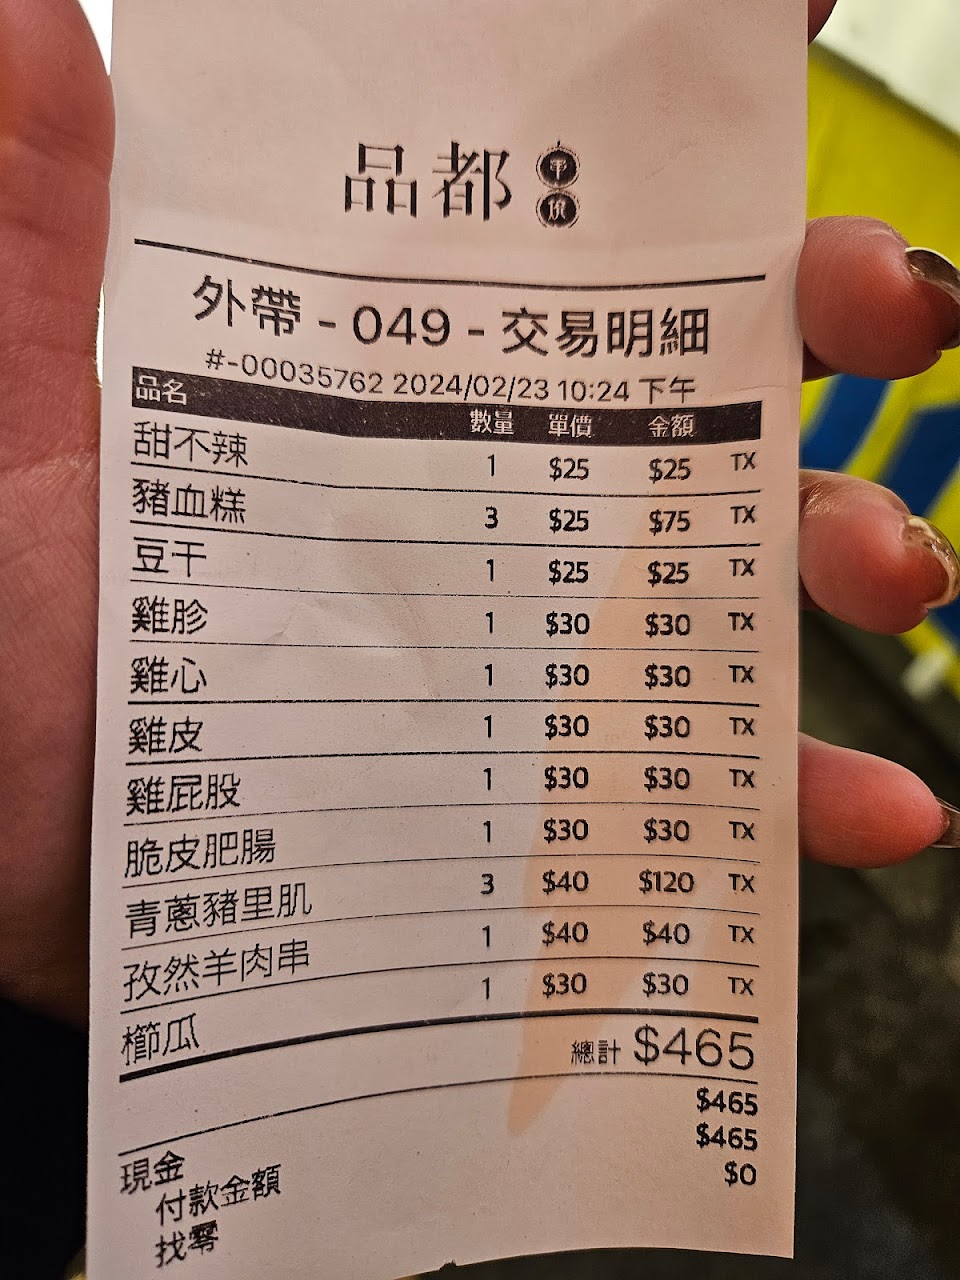 品都 串燒
外帶 - 049 - 交易明細
#-00035762 2024/02/23 10:24 下午
品名 數量 單價 金額
甜不辣 1 $25 $25 TX
豬血糕 3 $25 $75 TX
豆干 1 $25 $25 TX
雞胗 1 $30 $30 TX
雞心 1 $30 $30 TX
雞皮 1 $30 $30 TX
雞屁股 1 $30 $30 TX
脆皮肥腸 1 $30 $30 TX
青蔥豬里肌 3 $40 $120 TX
孜然羊肉串 1 $40 $40 TX
櫛瓜 1 $30 $30 TX
總計 $465
現金 $465
付款金額 $465
找零 $0